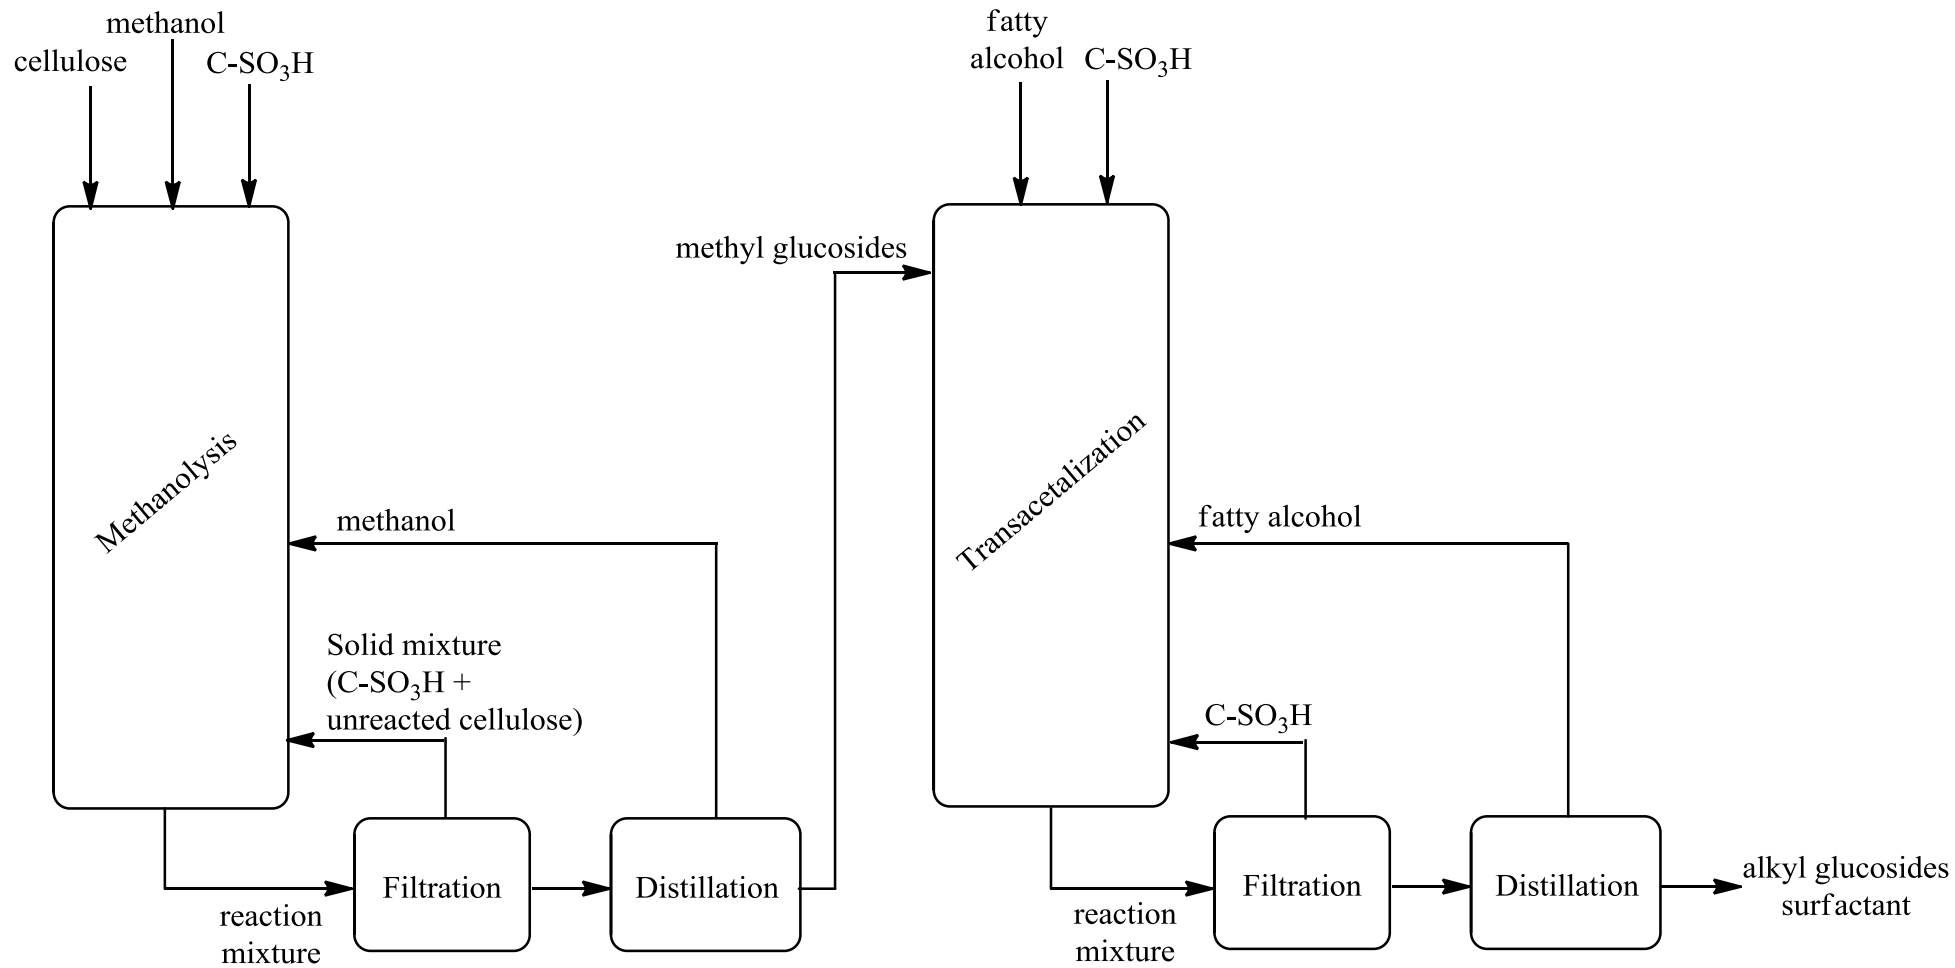 methanol
cellulose
C-SO₃H
Methanolysis
methanol
Solid mixture
(C-SO₃H +
unreacted cellulose)
reaction
mixture
Filtration
Distillation
methyl glucosides
fatty
alcohol
C-SO₃H
Transacetalization
fatty alcohol
C-SO₃H
reaction
mixture
Filtration
Distillation
alkyl glucosides
surfactant